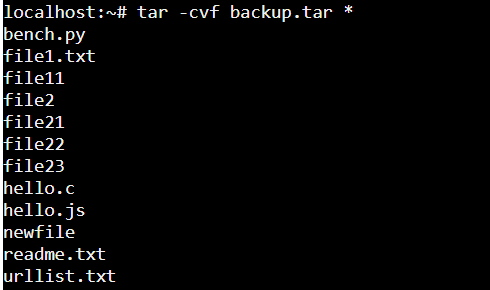 localhost:~# tar -cvf backup.tar *
bench.py
file1.txt
file11
file2
file21
file22
file23
hello.c
hello.js
newfile
readme.txt
urllist.txt